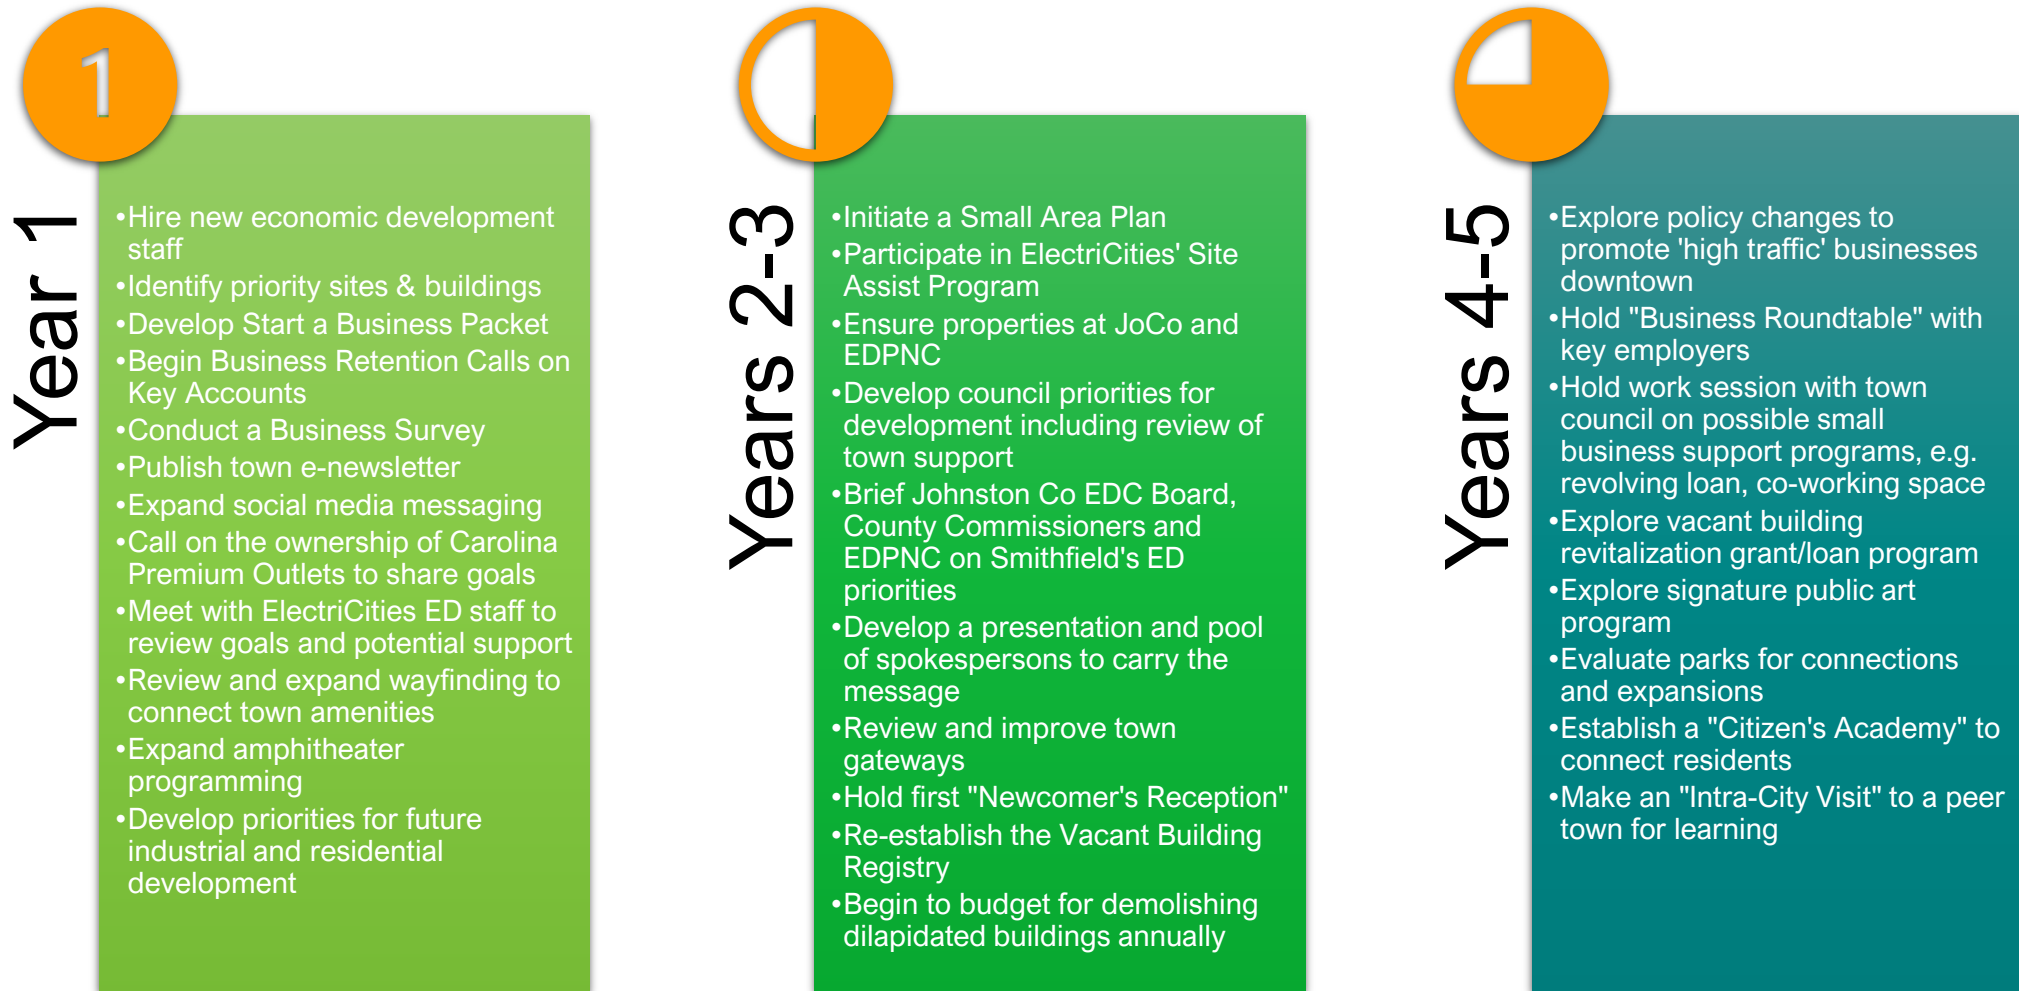 1
Year 1
•Hire new economic development
staff
•Identify priority sites & buildings
•Develop Start a Business Packet
•Begin Business Retention Calls on
Key Accounts
•Conduct a Business Survey
•Publish town e-newsletter
•Expand social media messaging
•Call on the ownership of Carolina
Premium Outlets to share goals
•Meet with ElectriCities ED staff to
review goals and potential support
•Review and expand wayfinding to
connect town amenities
•Expand amphitheater
programming
•Develop priorities for future
industrial and residential
development
Years 2-3
•Initiate a Small Area Plan
•Participate in ElectriCities' Site
Assist Program
•Ensure properties at JoCo and
EDPNC
•Develop council priorities for
development including review of
town support
•Brief Johnston Co EDC Board,
County Commissioners and
EDPNC on Smithfield's ED
priorities
•Develop a presentation and pool
of spokespersons to carry the
message
•Review and improve town
gateways
•Hold first "Newcomer's Reception"
•Re-establish the Vacant Building
Registry
•Begin to budget for demolishing
dilapidated buildings annually
Years 4-5
•Explore policy changes to
promote 'high traffic' businesses
downtown
•Hold "Business Roundtable" with
key employers
•Hold work session with town
council on possible small
business support programs, e.g.
revolving loan, co-working space
•Explore vacant building
revitalization grant/loan program
•Explore signature public art
program
•Evaluate parks for connections
and expansions
•Establish a "Citizen's Academy" to
connect residents
•Make an "Intra-City Visit" to a peer
town for learning